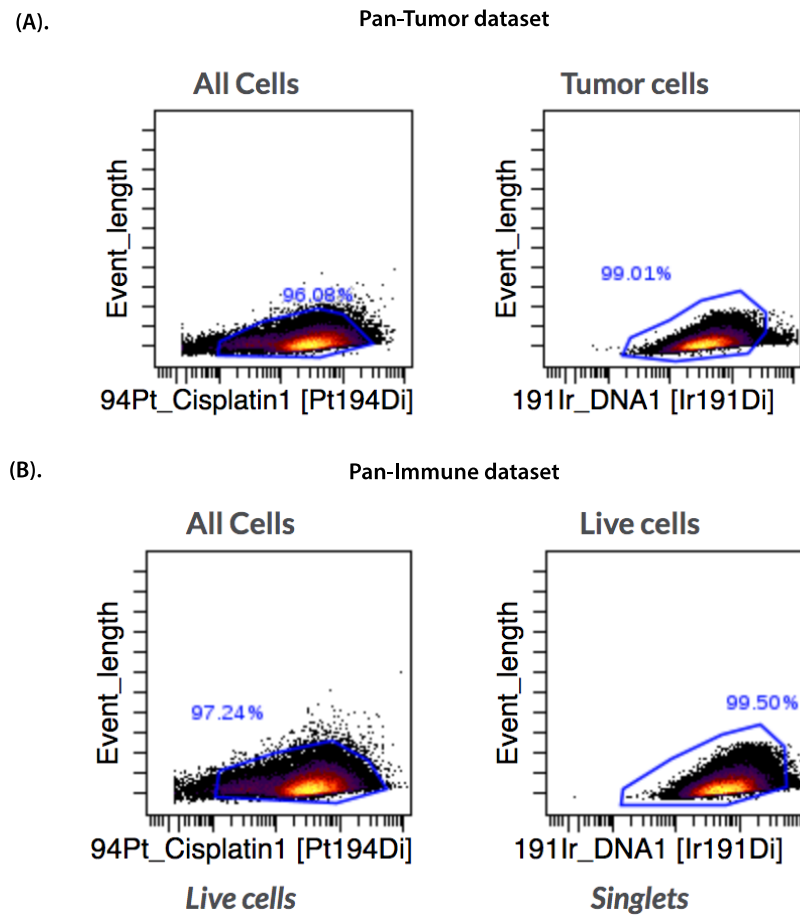 (A).
Pan-Tumor dataset
All Cells
Tumor cells
Event_length
96.08%
94Pt_Cisplatin1 [Pt194Di]
Event_length
99.01%
191Ir_DNA1 [Ir191Di]
(B).
Pan-Immune dataset
All Cells
Live cells
Event_length
97.24%
94Pt_Cisplatin1 [Pt194Di]
Event_length
99.50%
191Ir_DNA1 [Ir191Di]
Live cells
Singlets